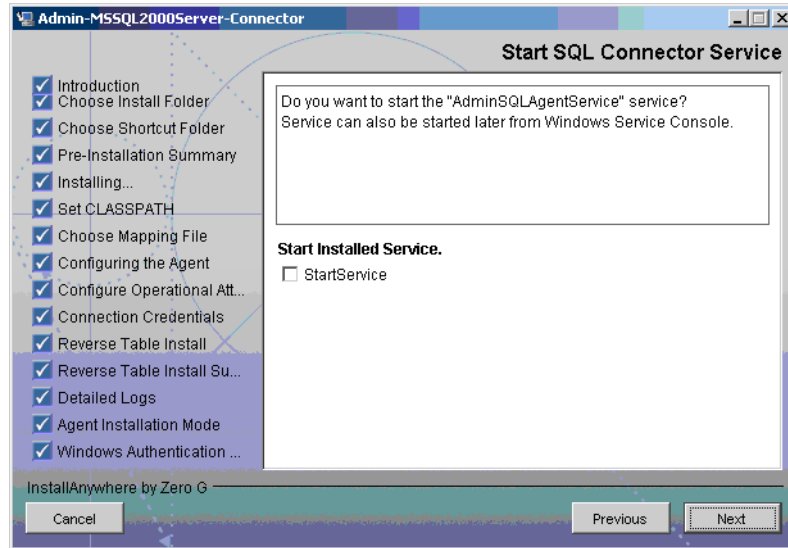 Admin-MSSQL2000Server-Connector
Start SQL Connector Service
Introduction
Choose Install Folder
Choose Shortcut Folder
Pre-Installation Summary
Installing...
Set CLASSPATH
Choose Mapping File
Configuring the Agent
Configure Operational Att...
Connection Credentials
Reverse Table Install
Reverse Table Install Su...
Detailed Logs
Agent Installation Mode
Windows Authentication ...
Do you want to start the "AdminSQLAgentService" service?
Service can also be started later from Windows Service Console.
Start Installed Service.
StartService
InstallAnywhere by Zero G
Cancel
Previous
Next